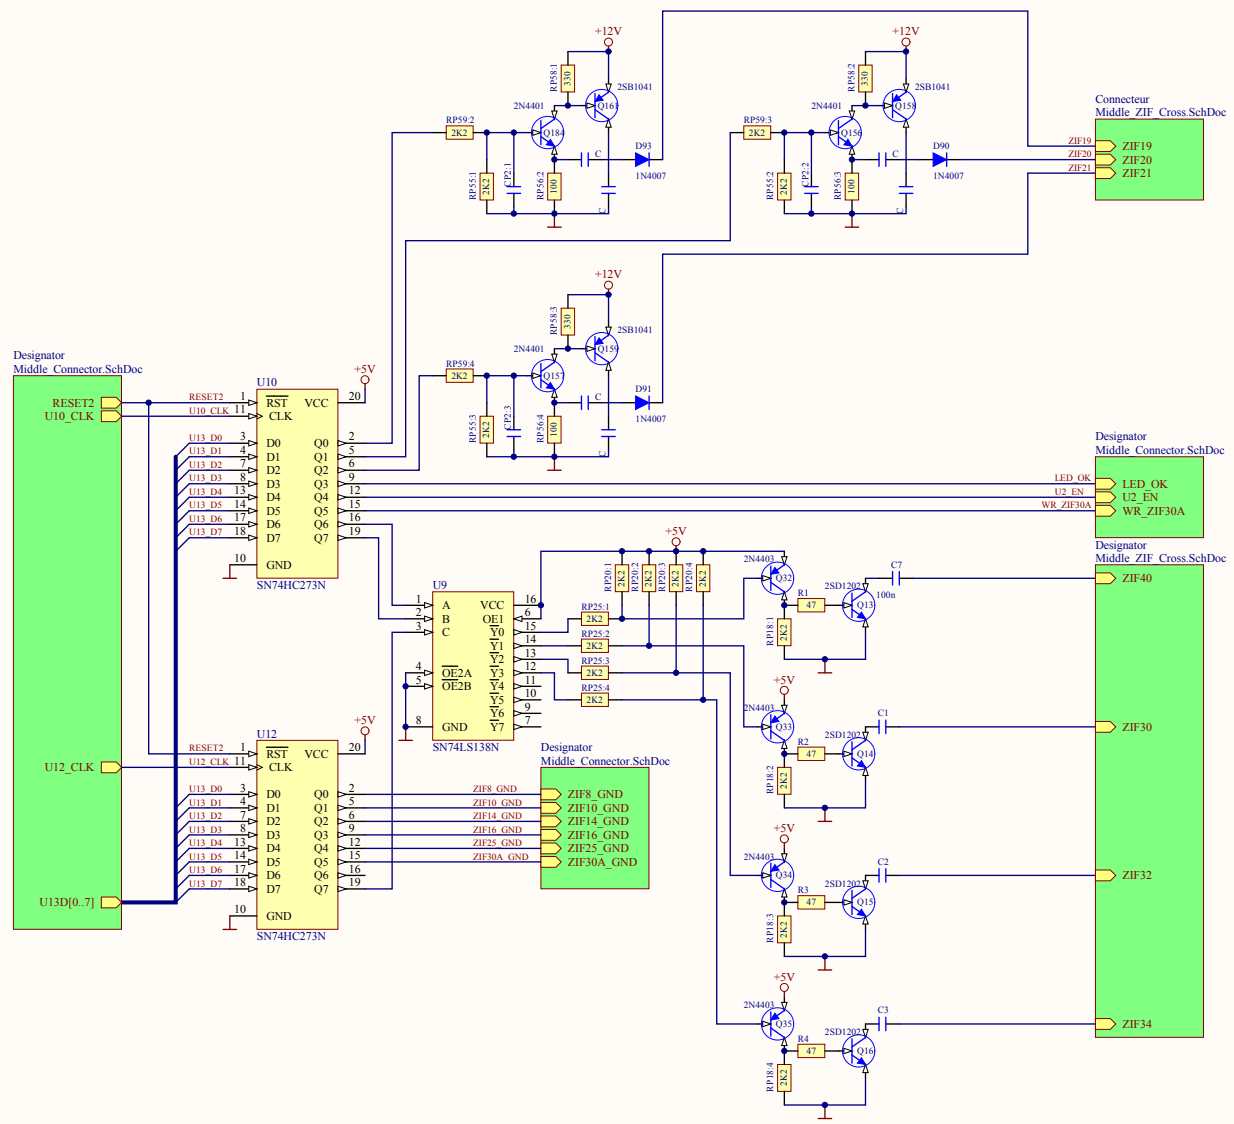 +12V
+12V
RP58:1
330
2SB1041
Q161
2N4401
Q184
RP59:2
2K2
RP55:1
2K2
CP2:1
RP56:2
100
C
C
D93
1N4007
RP58:2
330
2SB1041
Q158
2N4401
Q156
RP59:3
2K2
RP55:2
2K2
CP2:2
RP56:3
100
C
C
D90
1N4007
Connecteur
Middle_ZIF_Cross.SchDoc
ZIF19 ZIF19
ZIF20 ZIF20
ZIF21 ZIF21
+12V
RP58:3
330
2SB1041
Q159
2N4401
Q157
RP59:4
2K2
RP55:3
2K2
CP2:3
RP56:4
100
C
C
D91
1N4007
Designator
Middle_Connector.SchDoc
RESET2
U10_CLK
U12_CLK
U13D[0..7]
U10
+5V
RESET2 1 RST VCC 20
U10_CLK 11 CLK
U13_D0 3 D0 Q0 2
U13_D1 4 D1 Q1 5
U13_D2 7 D2 Q2 6
U13_D3 8 D3 Q3 9
U13_D4 13 D4 Q4 12
U13_D5 14 D5 Q5 15
U13_D6 17 D6 Q6 16
U13_D7 18 D7 Q7 19
10 GND
SN74HC273N
Designator
Middle_Connector.SchDoc
LED_OK LED_OK
U2_EN U2_EN
WR_ZIF30A WR_ZIF30A
U9
1 A VCC 16
2 B OE1 6
3 C Y0 15
Y1 14
Y2 13
4 OE2A Y3 12
5 OE2B Y4 11
Y5 10
Y6 9
8 GND Y7 7
SN74LS138N
+5V
RP20:1
2K2
RP20:2
2K2
RP20:3
2K2
RP20:4
2K2
RP25:1
2K2
RP25:2
2K2
RP25:3
2K2
RP25:4
2K2
2N4403
Q32
R1
47
RP18:1
2K2
2SD1202
Q13
C7
100n
Designator
Middle_ZIF_Cross.SchDoc
ZIF40
ZIF30
ZIF32
ZIF34
+5V
2N4403
Q33
R2
47
RP18:2
2K2
2SD1202
Q14
C1
+5V
2N4403
Q34
R3
47
RP18:3
2K2
2SD1202
Q15
C2
+5V
2N4403
Q35
R4
47
RP18:4
2K2
2SD1202
Q16
C3
U12
+5V
RESET2 1 RST VCC 20
U12_CLK 11 CLK
U13_D0 3 D0 Q0 2
U13_D1 4 D1 Q1 5
U13_D2 7 D2 Q2 6
U13_D3 8 D3 Q3 9
U13_D4 13 D4 Q4 12
U13_D5 14 D5 Q5 15
U13_D6 17 D6 Q6 16
U13_D7 18 D7 Q7 19
10 GND
SN74HC273N
Designator
Middle_Connector.SchDoc
ZIF8_GND ZIF8_GND
ZIF10_GND ZIF10_GND
ZIF14_GND ZIF14_GND
ZIF16_GND ZIF16_GND
ZIF25_GND ZIF25_GND
ZIF30A_GND ZIF30A_GND